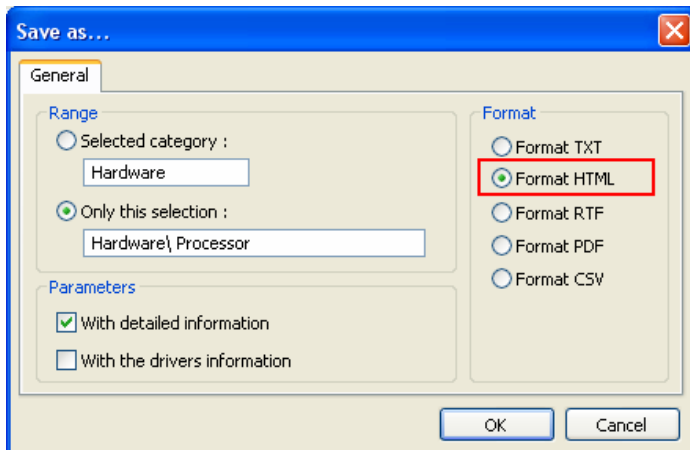 Save as...
General
Range
Selected category :
Hardware
Only this selection :
Hardware\ Processor
Parameters
With detailed information
With the drivers information
Format
Format TXT
Format HTML
Format RTF
Format PDF
Format CSV
OK
Cancel